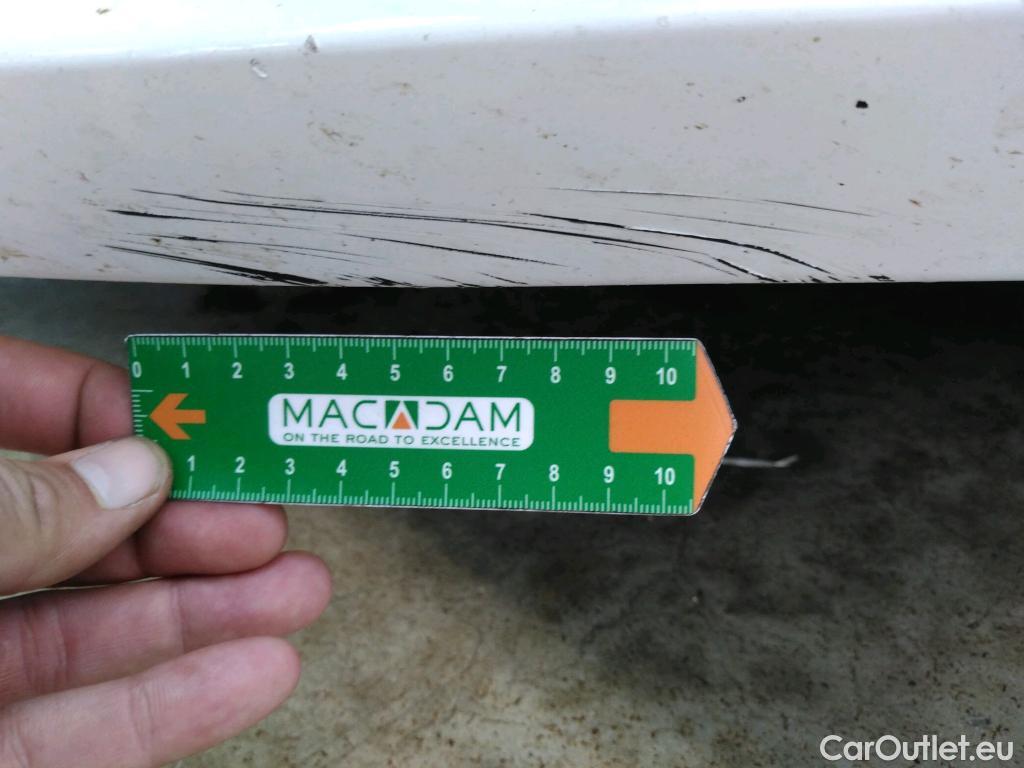 0 1 2 3 4 5 6 7 8 9 10
MACADAM
ON THE ROAD TO EXCELLENCE
1 2 3 4 5 6 7 8 9 10
CarOutlet.eu